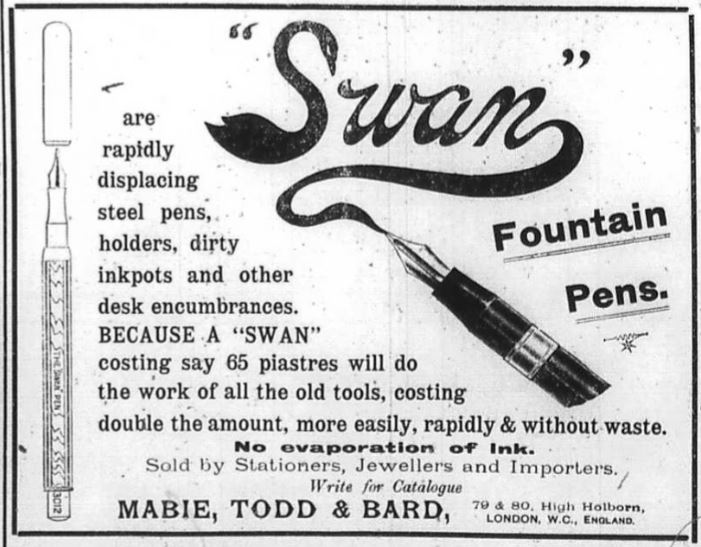 "Swan"
Fountain
Pens.
are
rapidly
displacing
steel pens,
holders, dirty
inkpots and other
desk encumbrances.
BECAUSE A "SWAN"
costing say 65 piastres will do
the work of all the old tools, costing
double the amount, more easily, rapidly & without waste.
No evaporation of Ink.
Sold by Stationers, Jewellers and Importers.
Write for Catalogue
MABIE, TODD & BARD,
79 & 80, High Holborn,
LONDON, W.C., ENGLAND.
THE SWAN PEN
3012